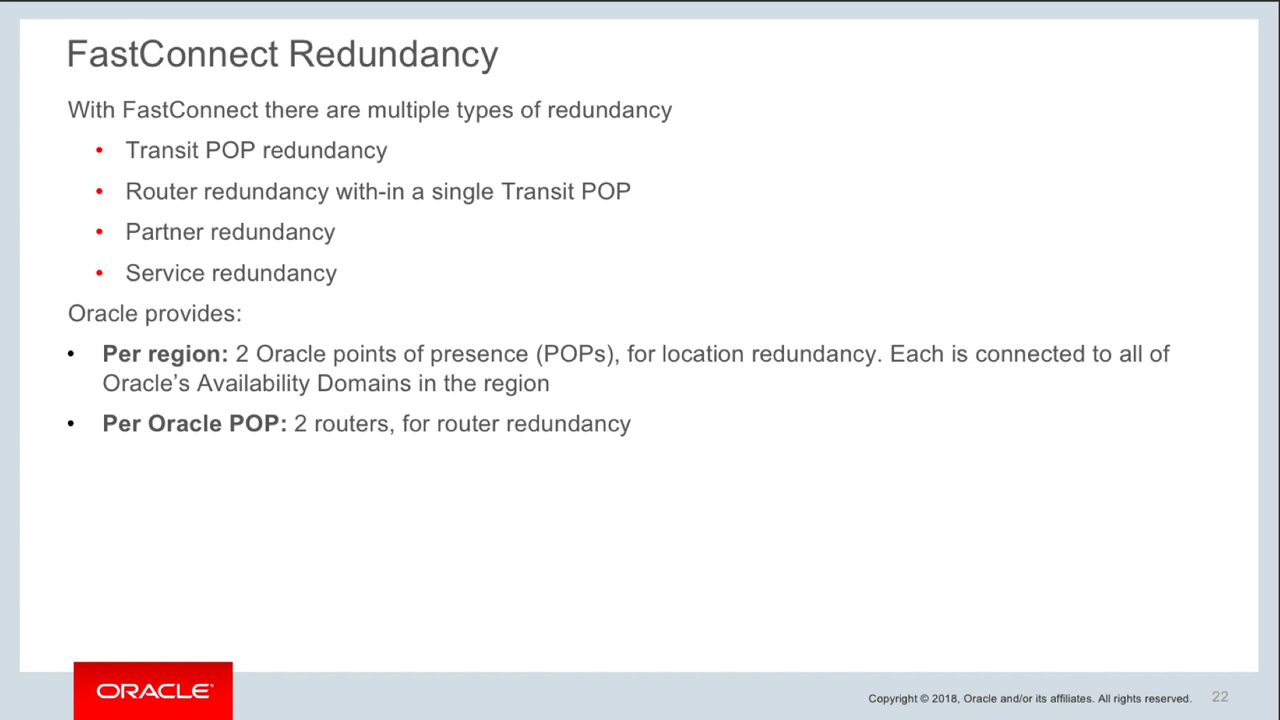 FastConnect Redundancy
With FastConnect there are multiple types of redundancy
• Transit POP redundancy
• Router redundancy with-in a single Transit POP
• Partner redundancy
• Service redundancy
Oracle provides:
• Per region: 2 Oracle points of presence (POPs), for location redundancy. Each is connected to all of
Oracle’s Availability Domains in the region
• Per Oracle POP: 2 routers, for router redundancy
ORACLE
Copyright © 2018, Oracle and/or its affiliates. All rights reserved. 22